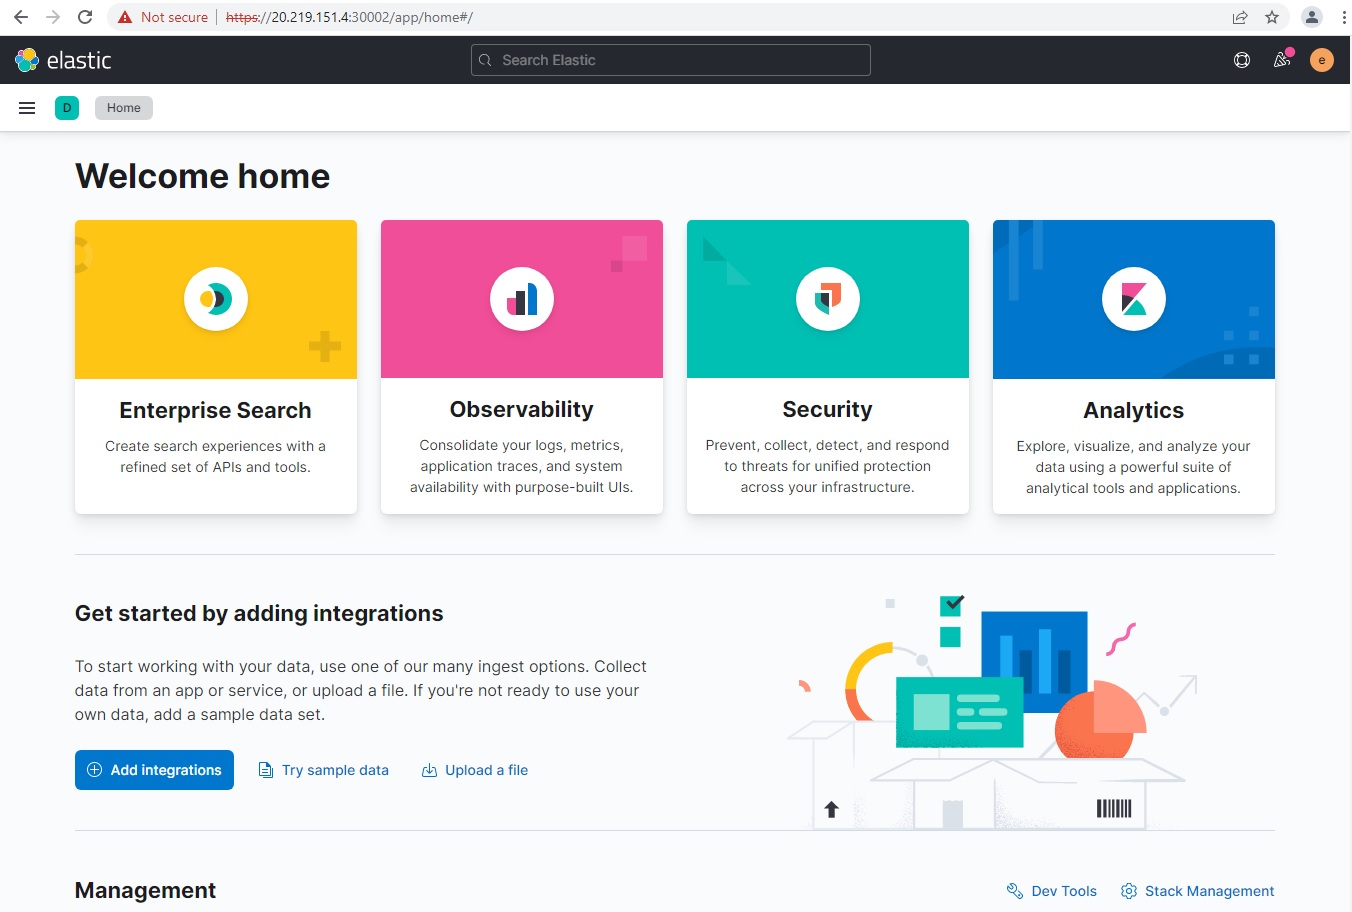 Not secure https://20.219.151.4:30002/app/home#/
elastic
Search Elastic
e
D
Home
Welcome home
Enterprise Search
Create search experiences with a
refined set of APIs and tools.
Observability
Consolidate your logs, metrics,
application traces, and system
availability with purpose-built UIs.
Security
Prevent, collect, detect, and respond
to threats for unified protection
across your infrastructure.
Analytics
Explore, visualize, and analyze your
data using a powerful suite of
analytical tools and applications.
Get started by adding integrations
To start working with your data, use one of our many ingest options. Collect
data from an app or service, or upload a file. If you're not ready to use your
own data, add a sample data set.
Add integrations
Try sample data
Upload a file
Management
Dev Tools
Stack Management